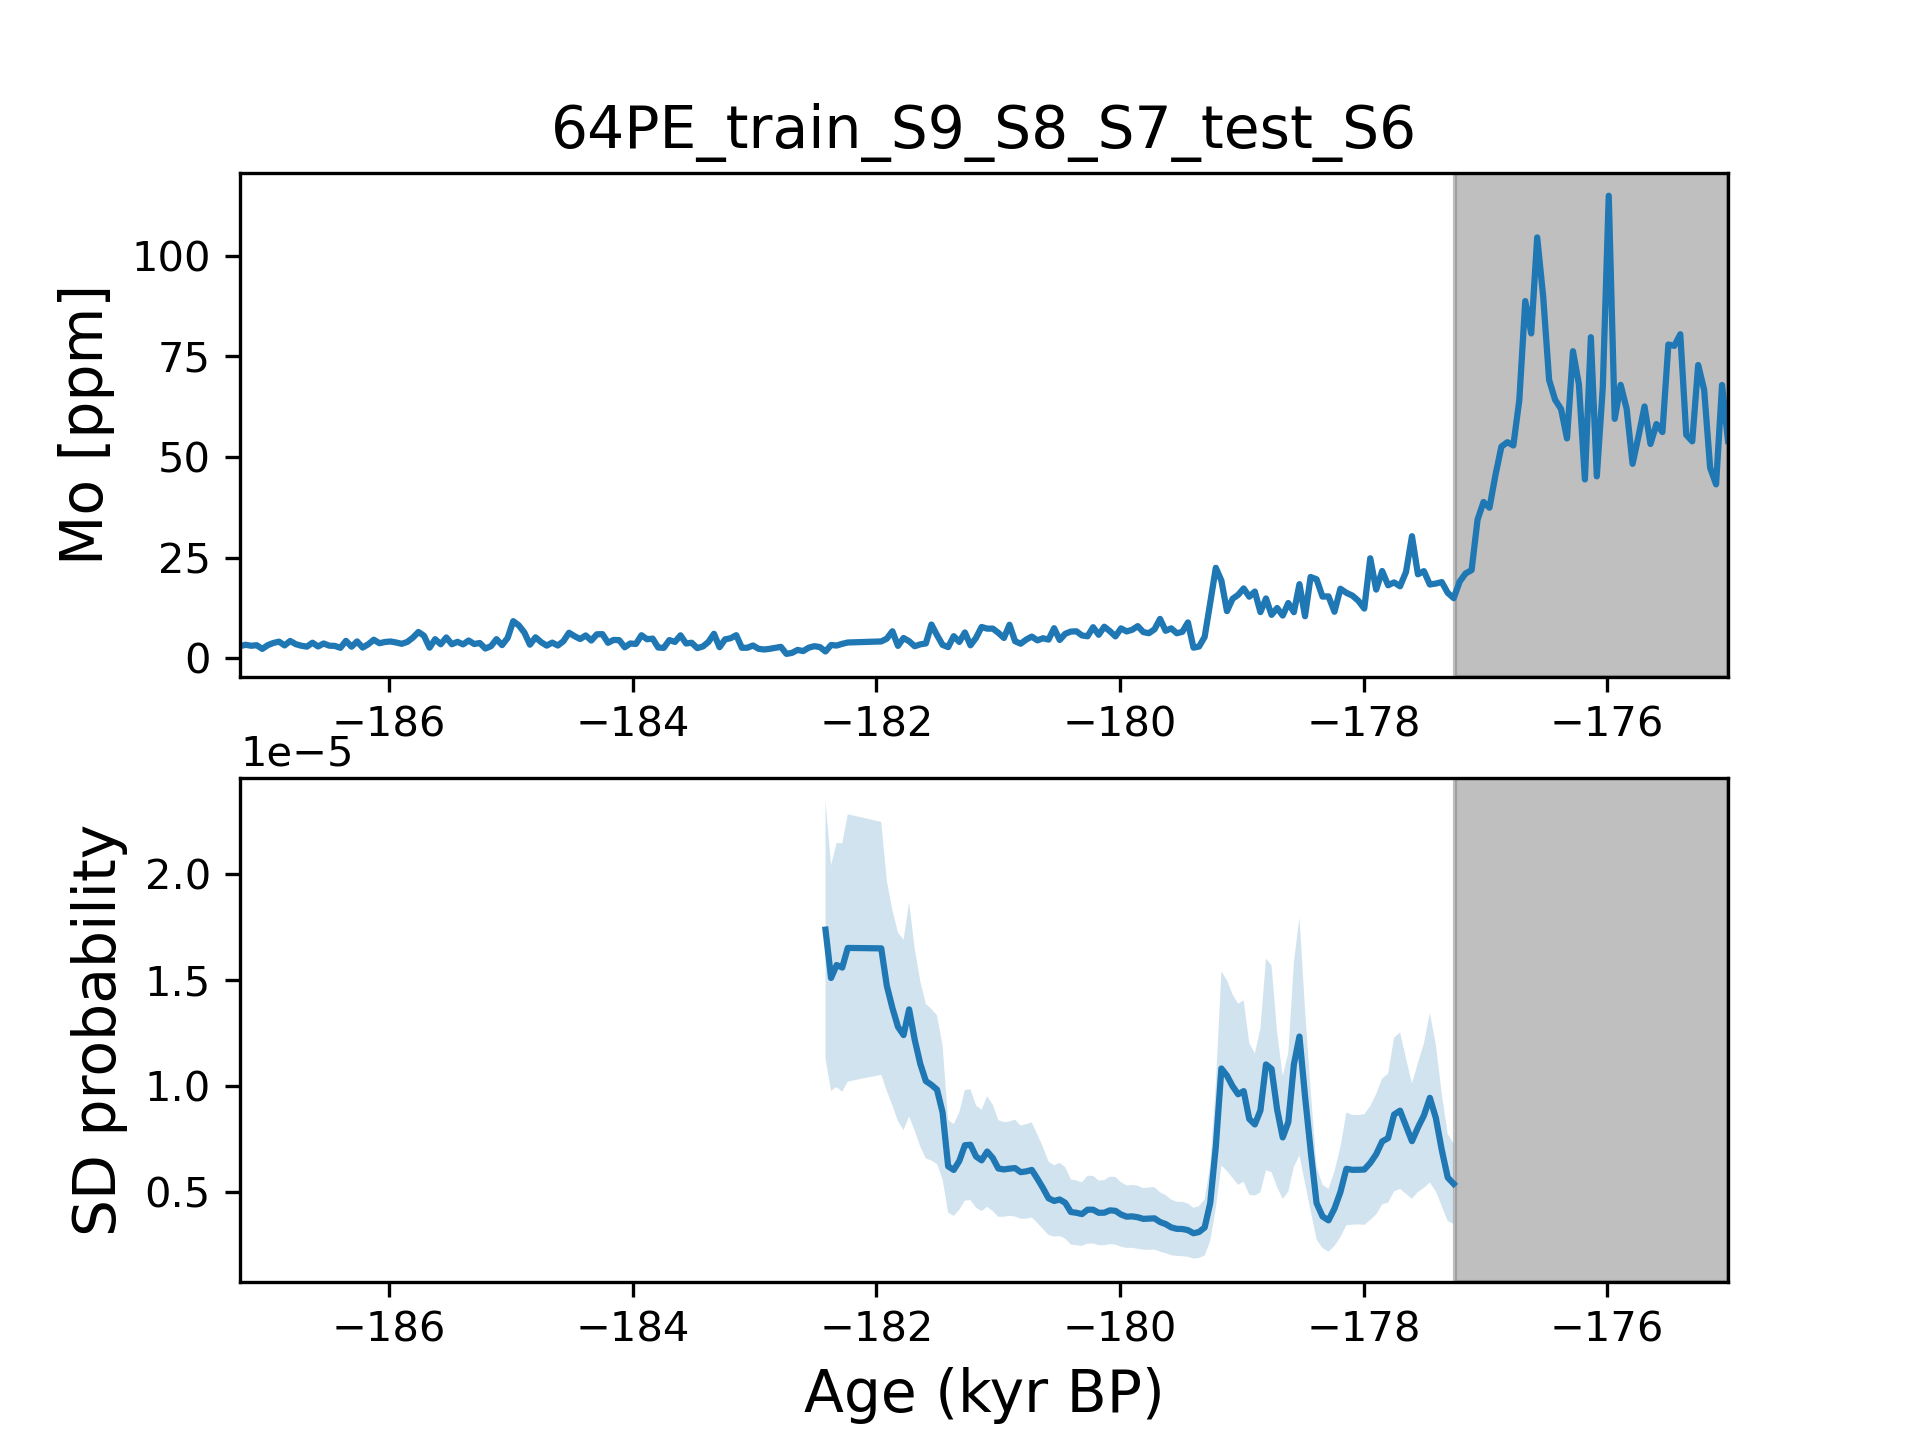 64PE_train_S9_S8_S7_test_S6
Mo [ppm]
100
75
50
25
0
−186 −184 −182 −180 −178 −176
1e−5
SD probability
2.0
1.5
1.0
0.5
−186 −184 −182 −180 −178 −176
Age (kyr BP)